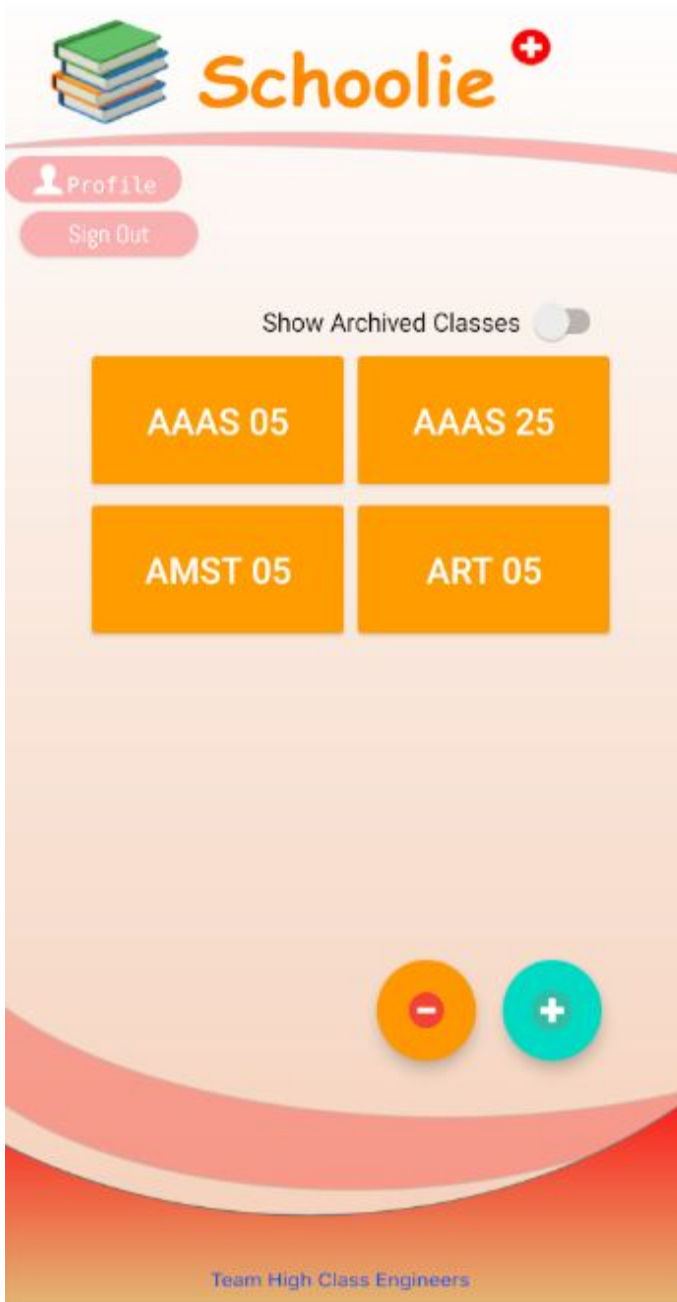 Schoolie
Profile
Sign Out
Show Archived Classes
AAAS 05
AAAS 25
AMST 05
ART 05
Team High Class Engineers